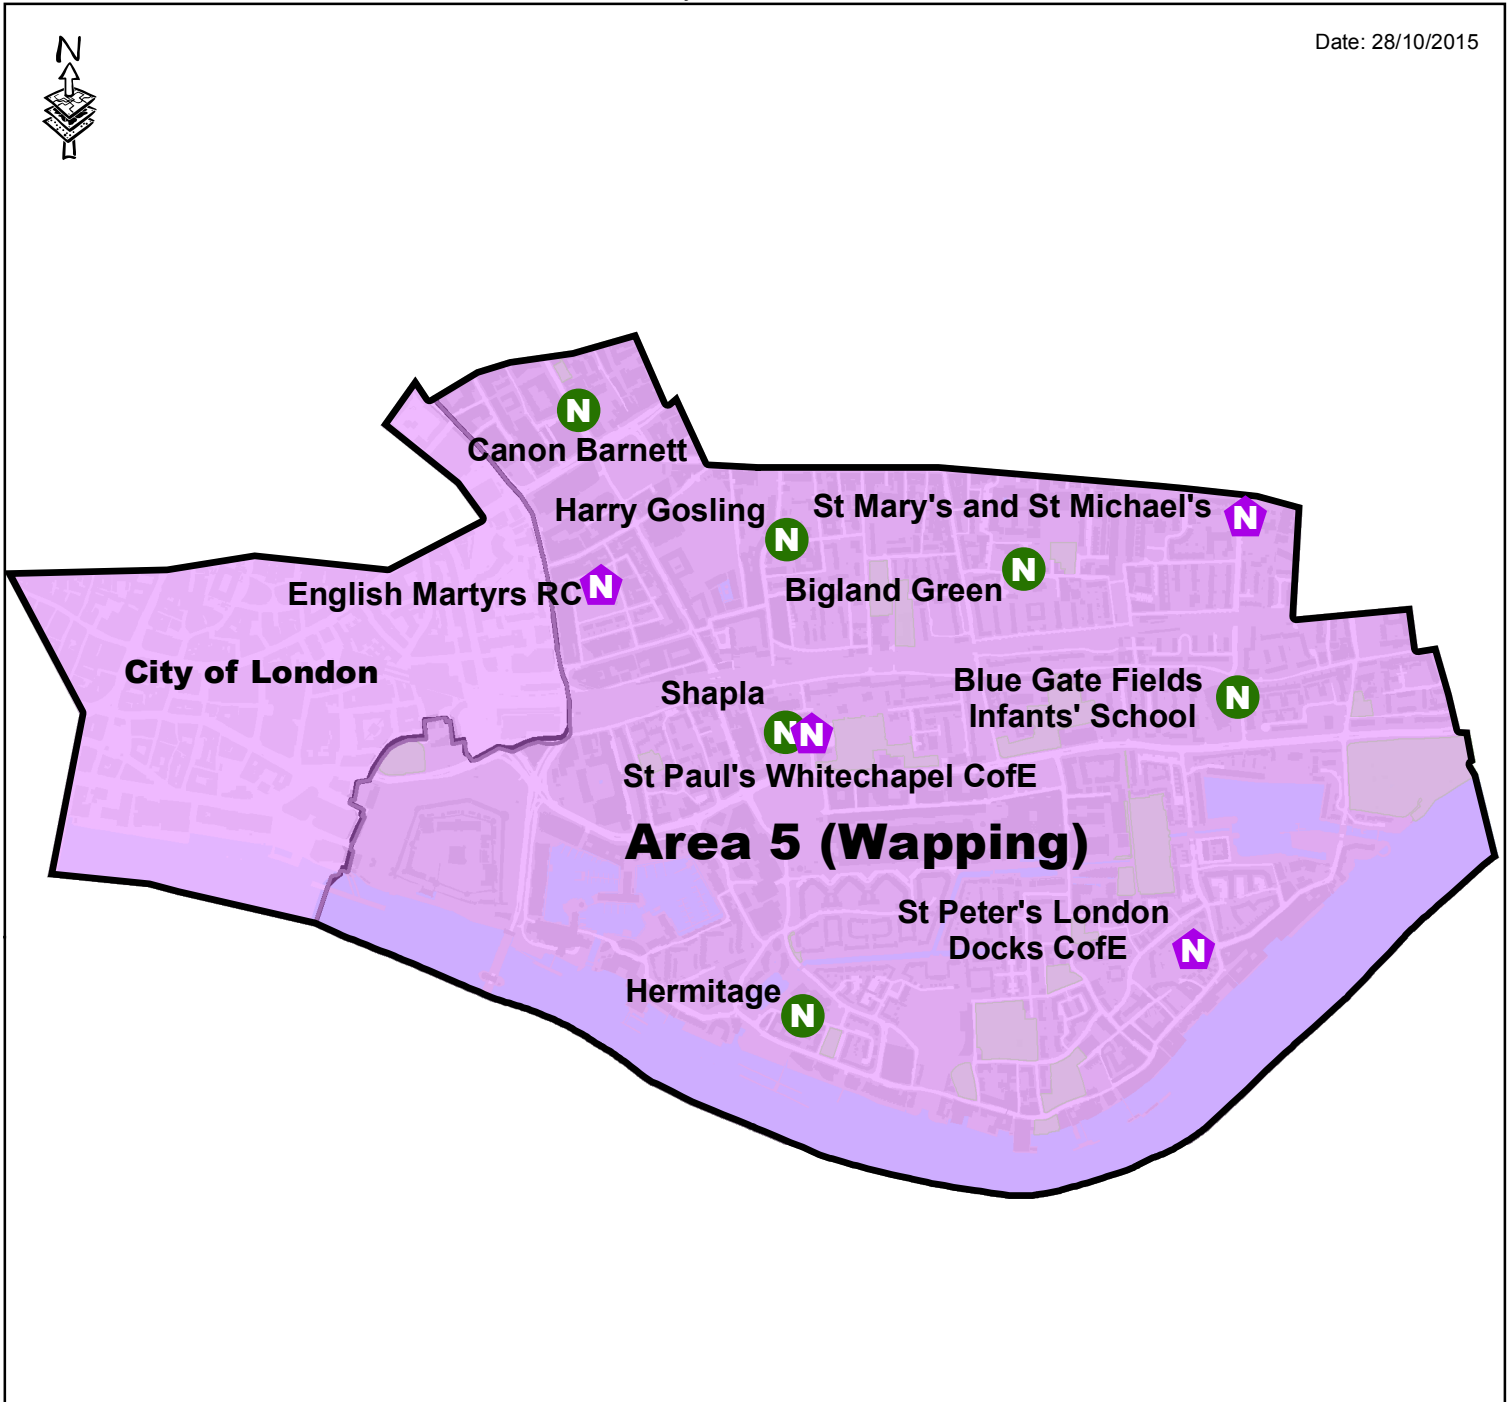 N
Date: 28/10/2015
N
Canon Barnett
Harry Gosling
N
St Mary's and St Michael's
N
English Martyrs RC
N
Bigland Green
N
City of London
Shapla
N
N
Blue Gate Fields
Infants' School
N
St Paul's Whitechapel CofE
Area 5 (Wapping)
St Peter's London
Docks CofE
N
Hermitage
N